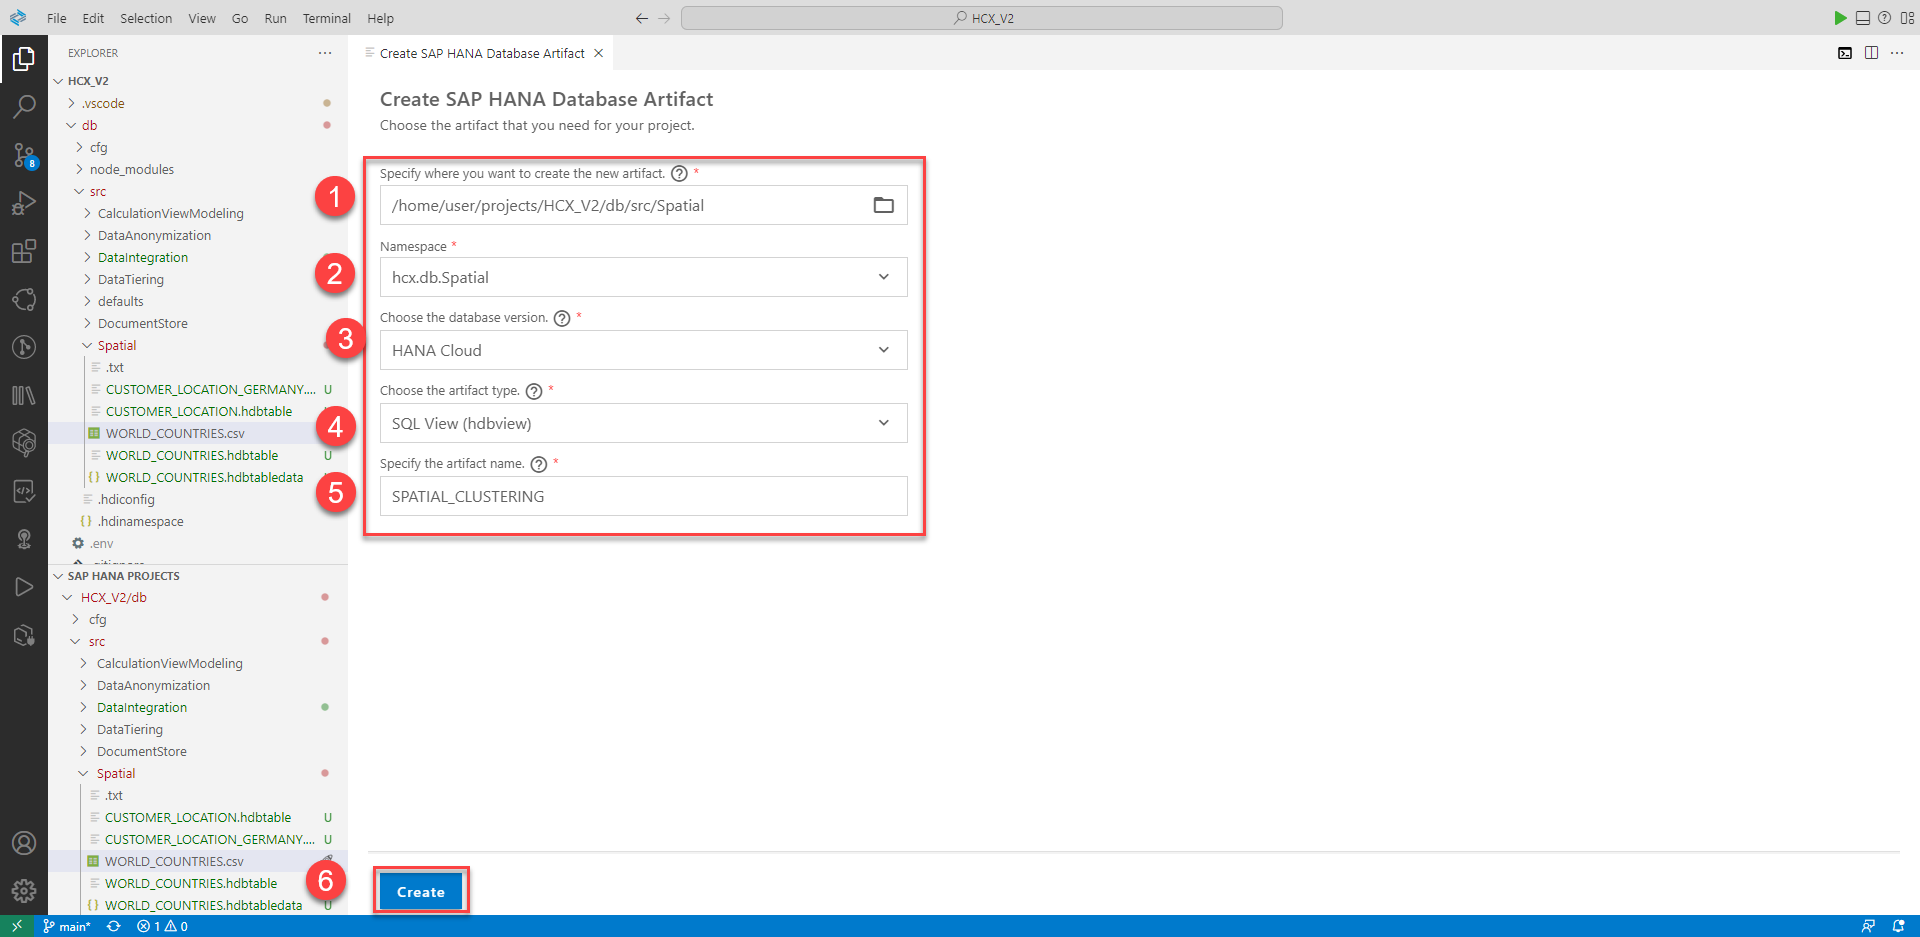 File Edit Selection View Go Run Terminal Help
HCX_V2
EXPLORER
HCX_V2
.vscode
db
cfg
node_modules
src
CalculationViewModeling
DataAnonymization
DataIntegration
DataTiering
defaults
DocumentStore
Spatial
.txt
CUSTOMER_LOCATION_GERMANY.... U
CUSTOMER_LOCATION.hdbtable
WORLD_COUNTRIES.csv
WORLD_COUNTRIES.hdbtable U
WORLD_COUNTRIES.hdbtabledata
.hdiconfig
.hdinamespace
.env
SAP HANA PROJECTS
HCX_V2/db
cfg
src
CalculationViewModeling
DataAnonymization
DataIntegration
DataTiering
DocumentStore
Spatial
.txt
CUSTOMER_LOCATION.hdbtable U
CUSTOMER_LOCATION_GERMANY.... U
WORLD_COUNTRIES.csv
WORLD_COUNTRIES.hdbtable
WORLD_COUNTRIES.hdbtabledata U
8
Create SAP HANA Database Artifact
Create SAP HANA Database Artifact
Choose the artifact that you need for your project.
Specify where you want to create the new artifact. ? *
1
/home/user/projects/HCX_V2/db/src/Spatial
Namespace *
2
hcx.db.Spatial
Choose the database version. ? *
3
HANA Cloud
Choose the artifact type. ? *
4
SQL View (hdbview)
Specify the artifact name. ? *
5
SPATIAL_CLUSTERING
6
Create
main* 1 0